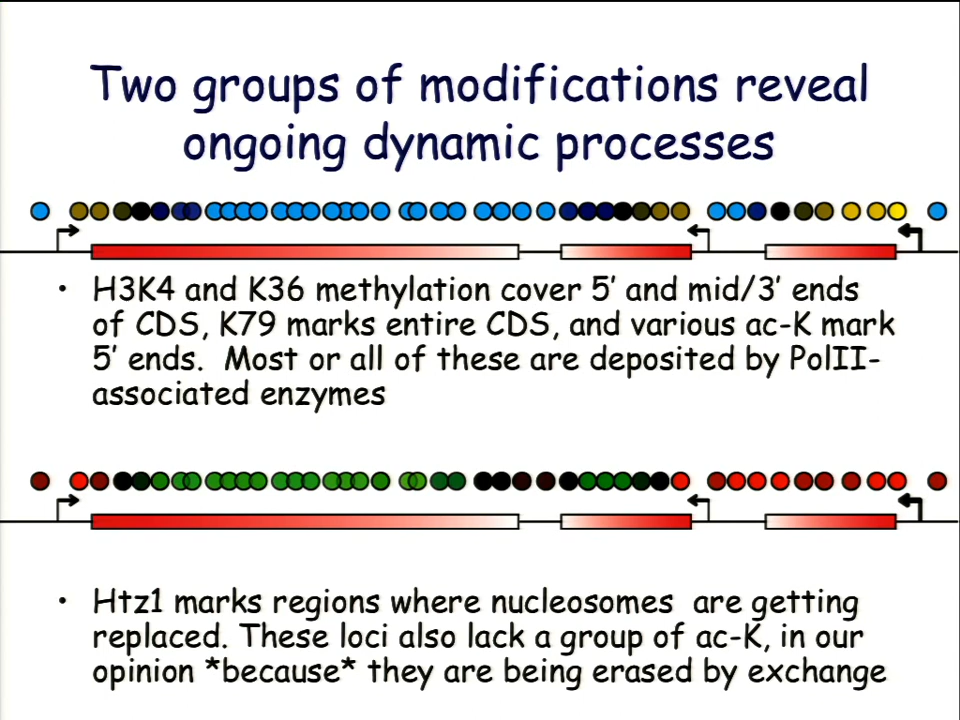 Two groups of modifications reveal
ongoing dynamic processes
• H3K4 and K36 methylation cover 5’ and mid/3’ ends
of CDS, K79 marks entire CDS, and various ac-K mark
5’ ends.  Most or all of these are deposited by PolII-
associated enzymes
• Htz1 marks regions where nucleosomes  are getting
replaced. These loci also lack a group of ac-K, in our
opinion *because* they are being erased by exchange